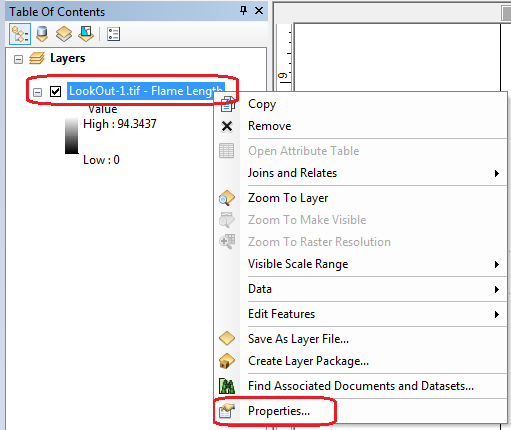 Table Of Contents
Layers
LookOut-1.tif - Flame Length
Value
High : 94.3437
Low : 0
9
Copy
Remove
Open Attribute Table
Joins and Relates
Zoom To Layer
Zoom To Make Visible
Zoom To Raster Resolution
Visible Scale Range
Data
Edit Features
Save As Layer File...
Create Layer Package...
Find Associated Documents and Datasets...
Properties...